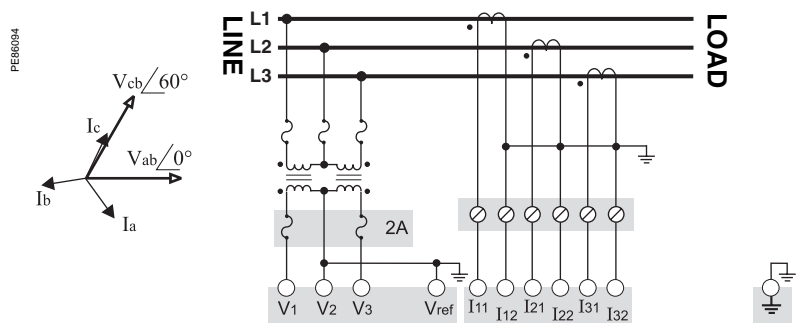 PE86094
LINE
LOAD
L1
L2
L3
Vcb/60°
Ic
Vab/0°
Ib
Ia
2A
V1
V2
V3
Vref
I11
I12
I21
I22
I31
I32